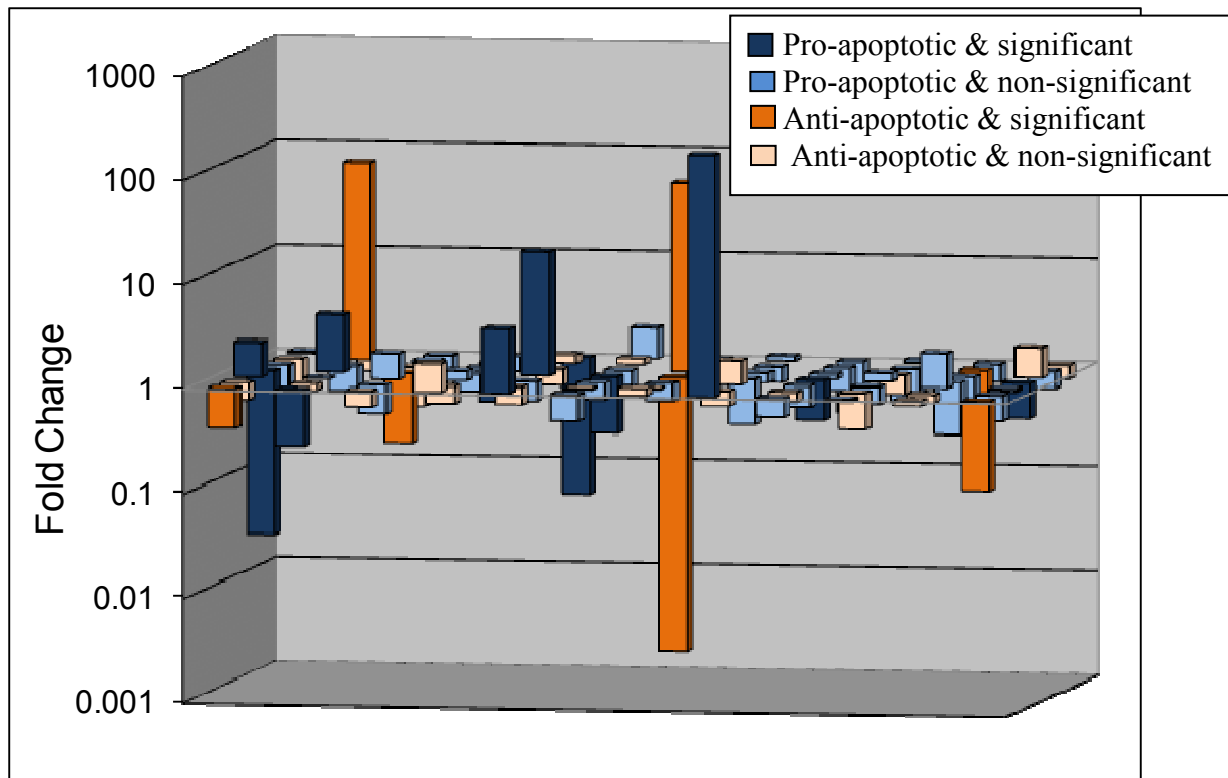 Pro-apoptotic & significant
Pro-apoptotic & non-significant
Anti-apoptotic & significant
Anti-apoptotic & non-significant
1000
100
10
1
0.1
0.01
0.001
Fold Change